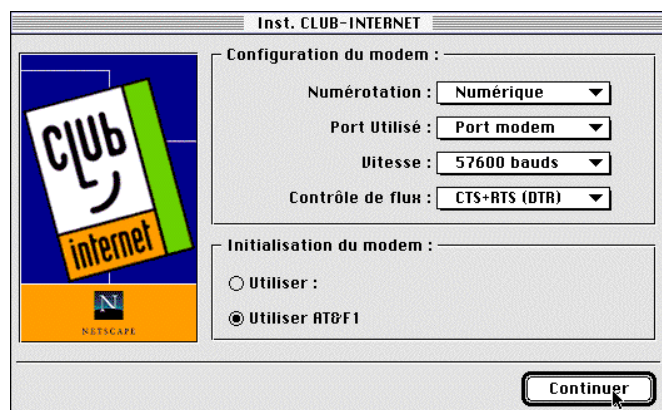 Inst. CLUB-INTERNET
CLUB
internet
N
NETSCAPE
Configuration du modem :
Numérotation : Numérique
Port Utilisé : Port modem
Vitesse : 57600 bauds
Contrôle de flux : CTS+RTS (DTR)
Initialisation du modem :
Utiliser :
Utiliser AT&F1
Continuer